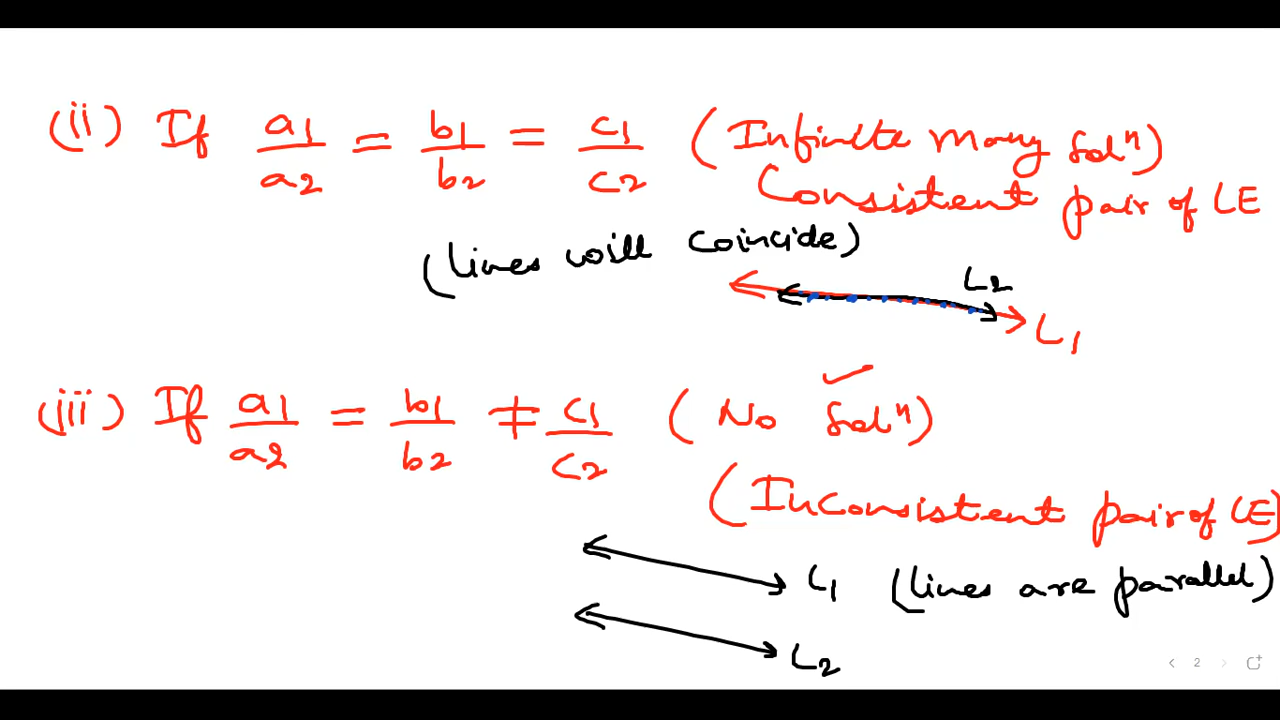 (ii) If a1/a2 = b1/b2 = c1/c2 (Infinite many solⁿ)
Consistent pair of LE
(lines will coincide)
L2
L1
(iii) If a1/a2 = b1/b2 ≠ c1/c2 (No solⁿ)
(Inconsistent pair of LE)
L1 (lines are parallel)
L2
2